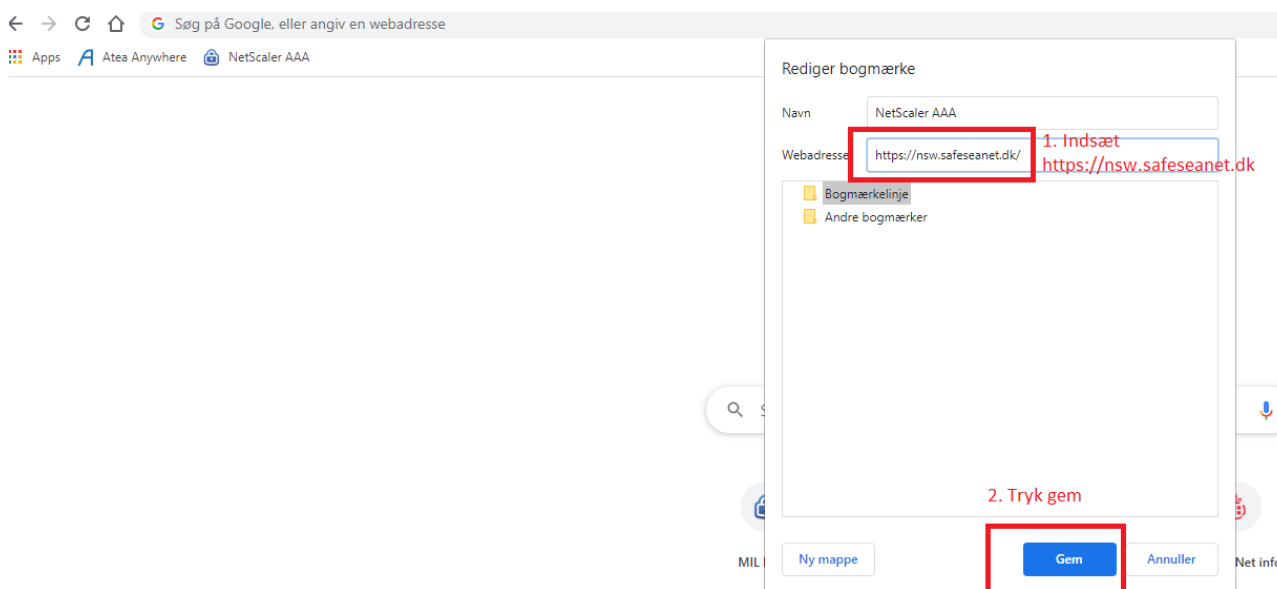 Søg på Google, eller angiv en webadresse
Apps Atea Anywhere NetScaler AAA
Rediger bogmærke
Navn NetScaler AAA
Webadresse https://nsw.safeseanet.dk/
1. Indsæt
https://nsw.safeseanet.dk
Bogmærkelinje
Andre bogmærker
2. Tryk gem
Ny mappe Gem Annuller
MIL
Net